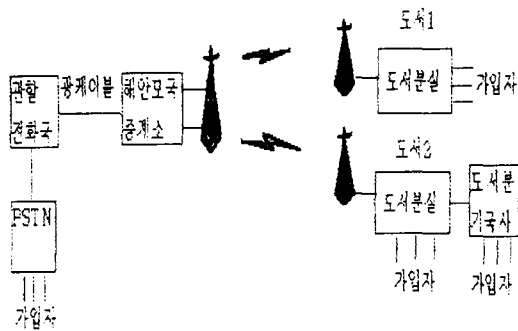 도서1
관할
전화국
광케이블
해안모국
중계소
도서분실
가입자
도서2
PSTN
가입자
도서분실
도서분
기국사
가입자
가입자